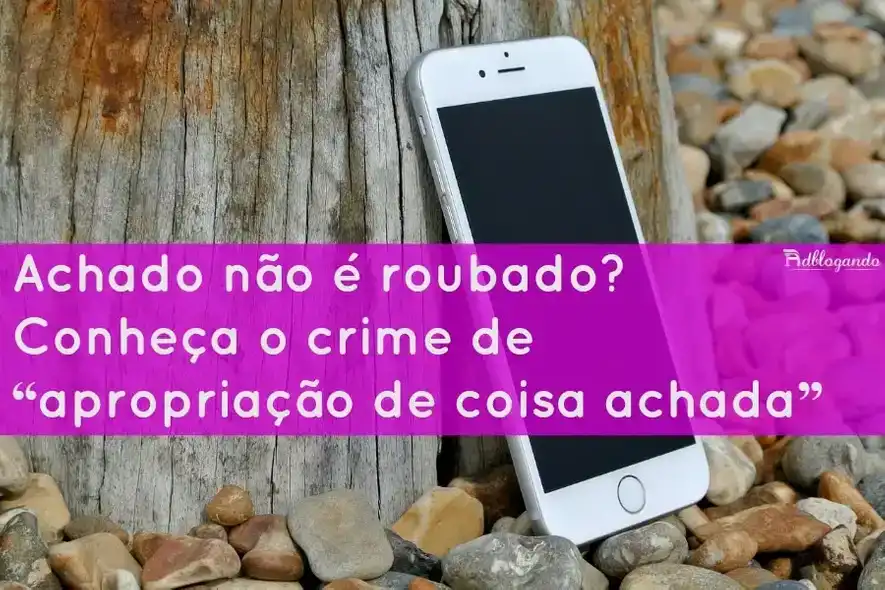 Achado não é roubado?
Conheça o crime de
“apropriação de coisa achada”
Adblogando